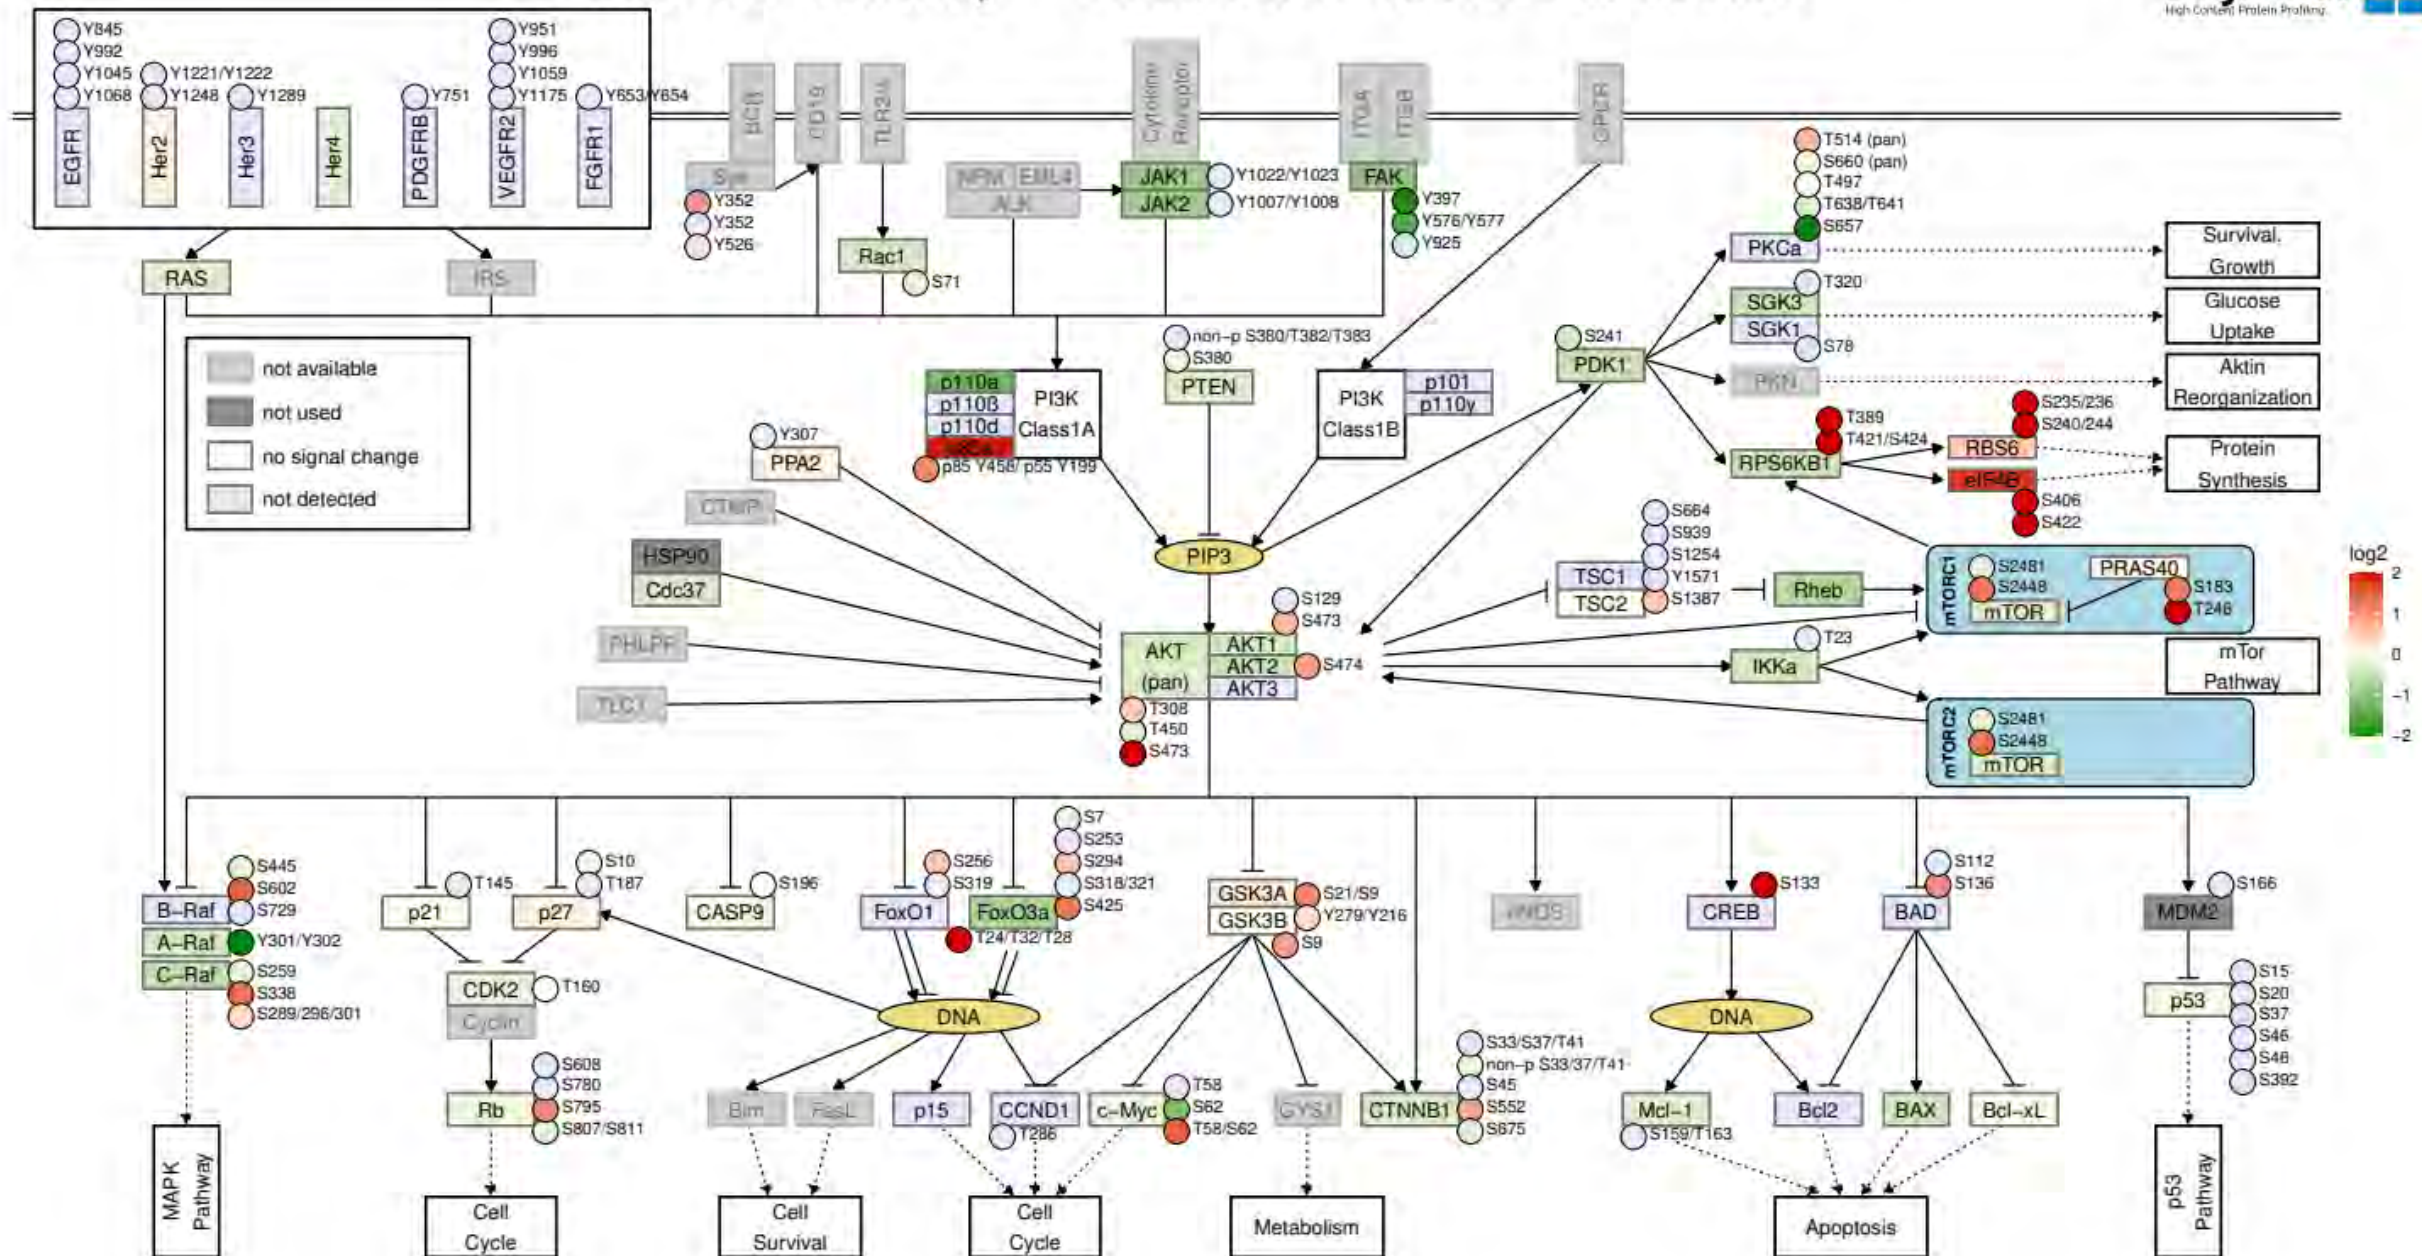 High Content Protein Profiling.
Y845
Y992
Y1045
Y1068
Y1221/Y1222
Y1248
Y1289
Y751
Y951
Y996
Y1059
Y1175
Y653/Y654
EGFR
Her2
Her3
Her4
PDGFRB
VEGFR2
FGFR1
BCR
CD19
TLR2/4
Cytokine
Receptor
ITGA
ITGB
GPCR
Syk
Y352
Y352
Y526
NPM
EML4
ALK
JAK1
JAK2
Y1022/Y1023
Y1007/Y1008
FAK
Y397
Y576/Y577
Y925
Rac1
S71
RAS
IRS
T514 (pan)
S660 (pan)
T497
T638/T641
S657
PKCa
Survival.
Growth
T320
SGK3
SGK1
S78
Glucose
Uptake
PKN
Aktin
Reorganization
not available
not used
no signal change
not detected
non-p S380/T382/T383
S380
PTEN
p110a
p110ß
p110d
PI3K
Class1A
p85 Y458/ p55 Y199
PI3K
Class1B
p101
p110y
S241
PDK1
T389
T421/S424
RPS6KB1
S235/236
S240/244
RBS6
eIF4B
S406
S422
Protein
Synthesis
Y307
PPA2
CTMP
HSP90
Cdc37
PHLPP
TLC1
PIP3
S129
S473
AKT
(pan)
AKT1
AKT2
AKT3
S474
T308
T450
S473
S664
S939
S1254
Y1571
S1387
TSC1
TSC2
Rheb
mTORC1
S2481
S2448
mTOR
PRAS40
S183
T246
T23
IKKa
mTor
Pathway
mTORC2
S2481
S2448
mTOR
log2
2
1
0
−1
−2
S445
S602
S729
B-Raf
A-Raf
Y301/Y302
C-Raf
S259
S338
S289/296/301
T145
p21
S10
T187
p27
S196
CASP9
S256
S319
FoxO1
S7
S253
S294
S318/321
S425
FoxO3a
T24/T32/T28
GSK3A
GSK3B
S21/S9
Y279/Y216
S9
eNOS
S133
CREB
S112
S136
BAD
S166
MDM2
CDK2
T160
Cyclin
DNA
DNA
S15
S20
S37
S46
S46
S392
p53
S608
S780
S795
S807/S811
Rb
Bim
FasL
p15
CCND1
T286
c-Myc
T58
S62
T58/S62
GYS1
CTNNB1
S33/S37/T41
non-p S33/37/T41
S45
S552
S675
Mcl-1
S159/T163
Bcl2
BAX
Bcl-xL
MAPK
Pathway
Cell
Cycle
Cell
Survival
Cell
Cycle
Metabolism
Apoptosis
p53
Pathway